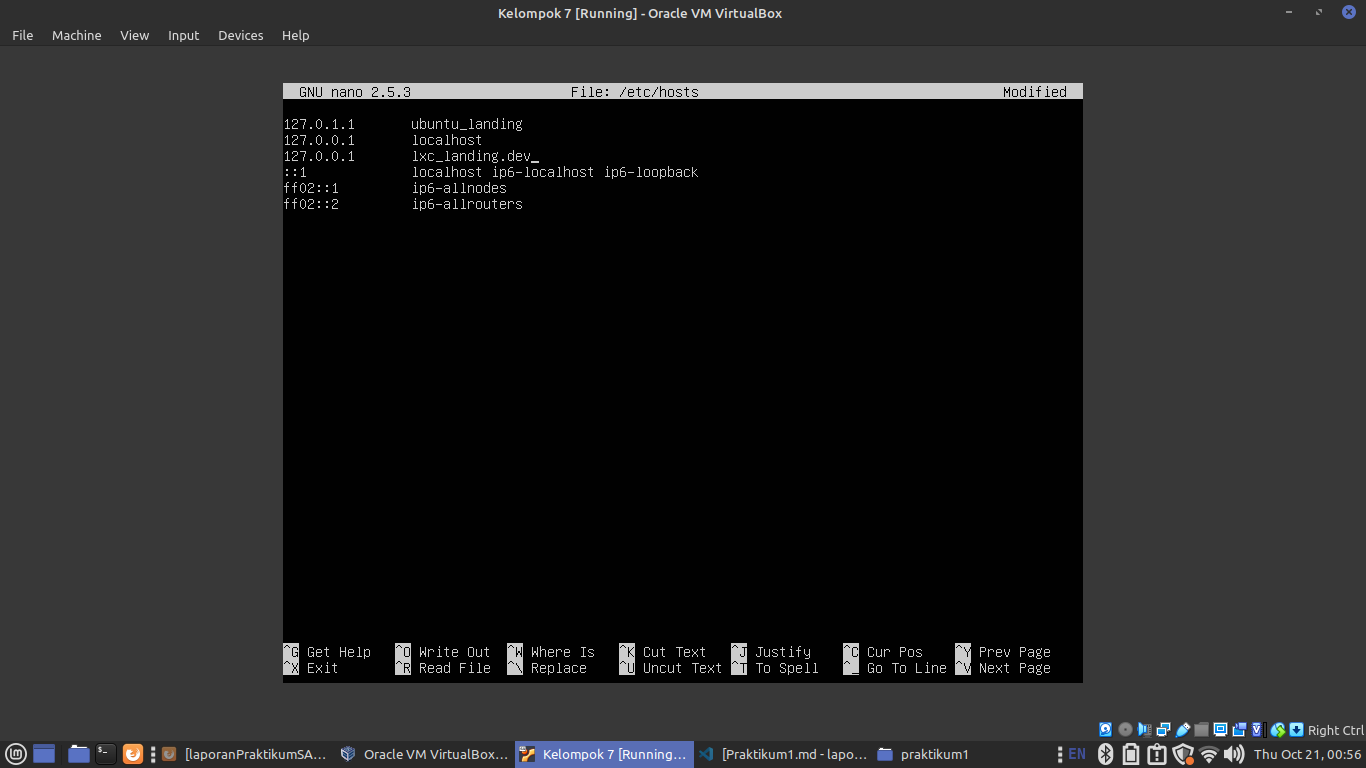 Kelompok 7 [Running] - Oracle VM VirtualBox
File Machine View Input Devices Help
GNU nano 2.5.3 File: /etc/hosts Modified
127.0.1.1 ubuntu_landing
127.0.0.1 localhost
127.0.0.1 lxc_landing.dev_
::1 localhost ip6-localhost ip6-loopback
ff02::1 ip6-allnodes
ff02::2 ip6-allrouters
^G Get Help ^O Write Out ^W Where Is ^K Cut Text ^J Justify ^C Cur Pos ^Y Prev Page
^X Exit ^R Read File ^\ Replace ^U Uncut Text ^T To Spell ^_ Go To Line ^V Next Page
Right Ctrl
[laporanPraktikumSA... Oracle VM VirtualBox... Kelompok 7 [Running... [Praktikum1.md - lapo... praktikum1 EN Thu Oct 21, 00:56